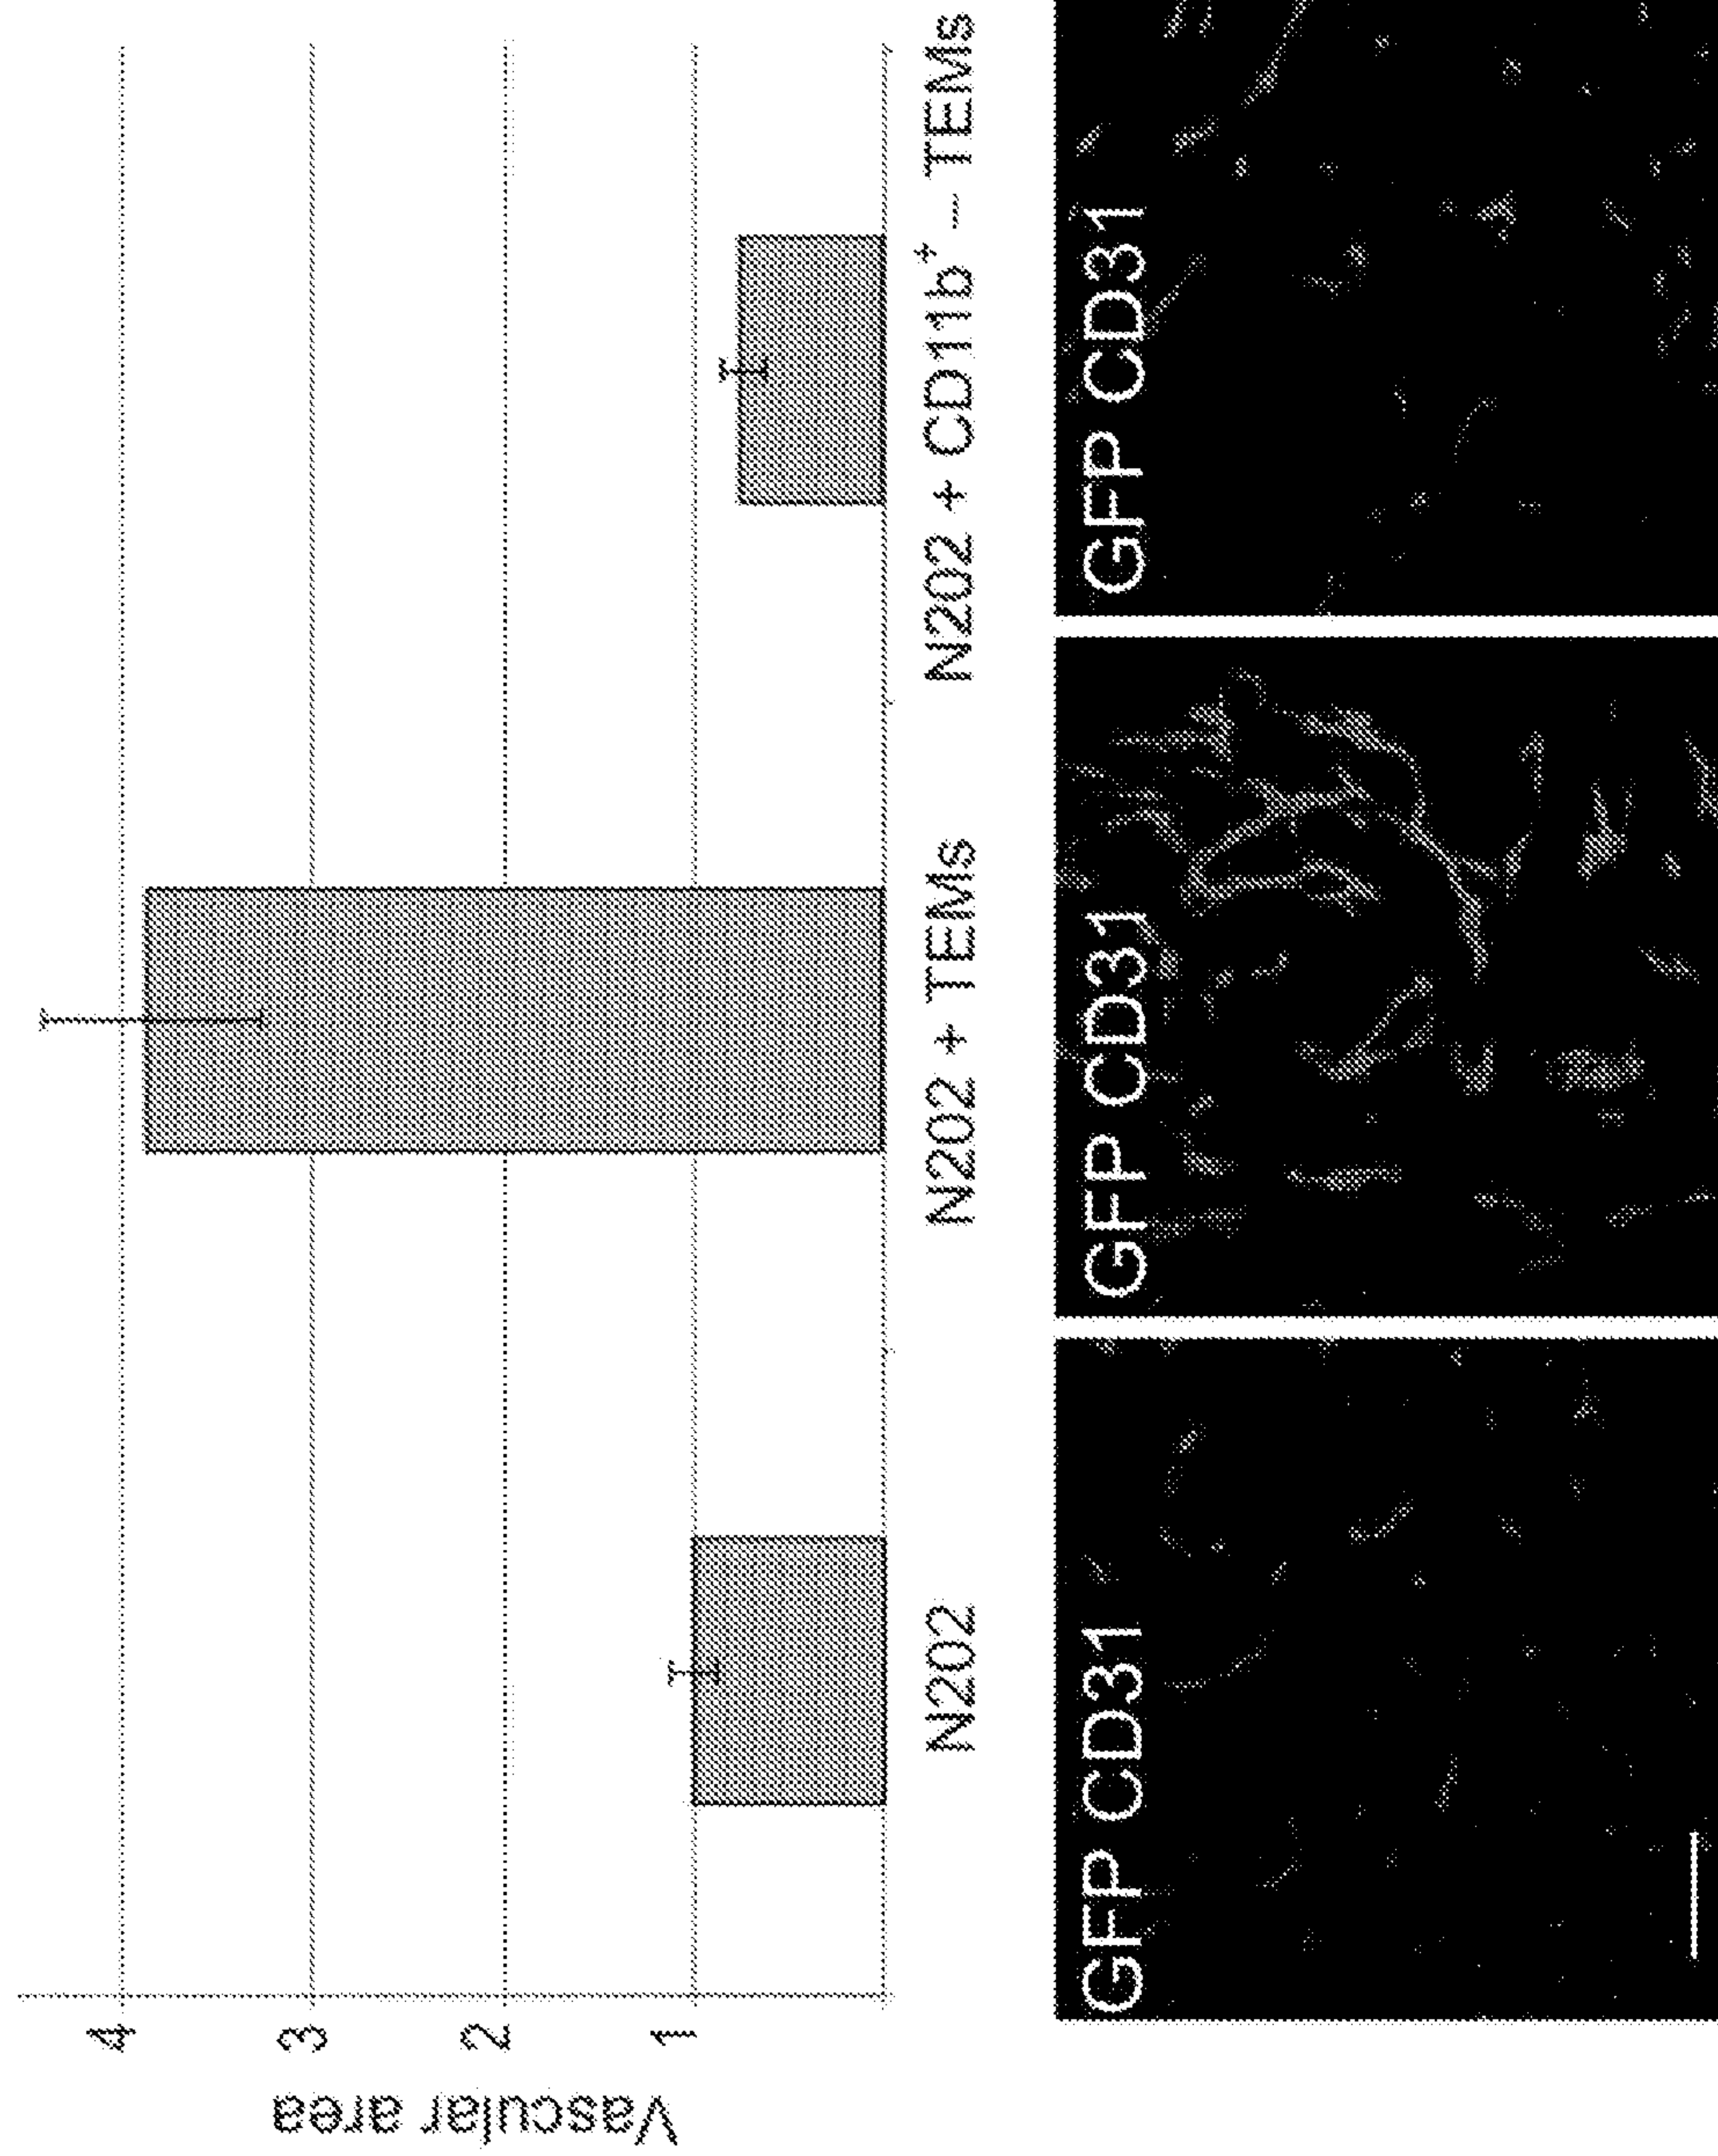 Vascular area
4
3
2
1
N202
N202 + TEMs
N202 + CD11b⁺ – TEMs
GFP CD31
GFP CD31
GFP CD31